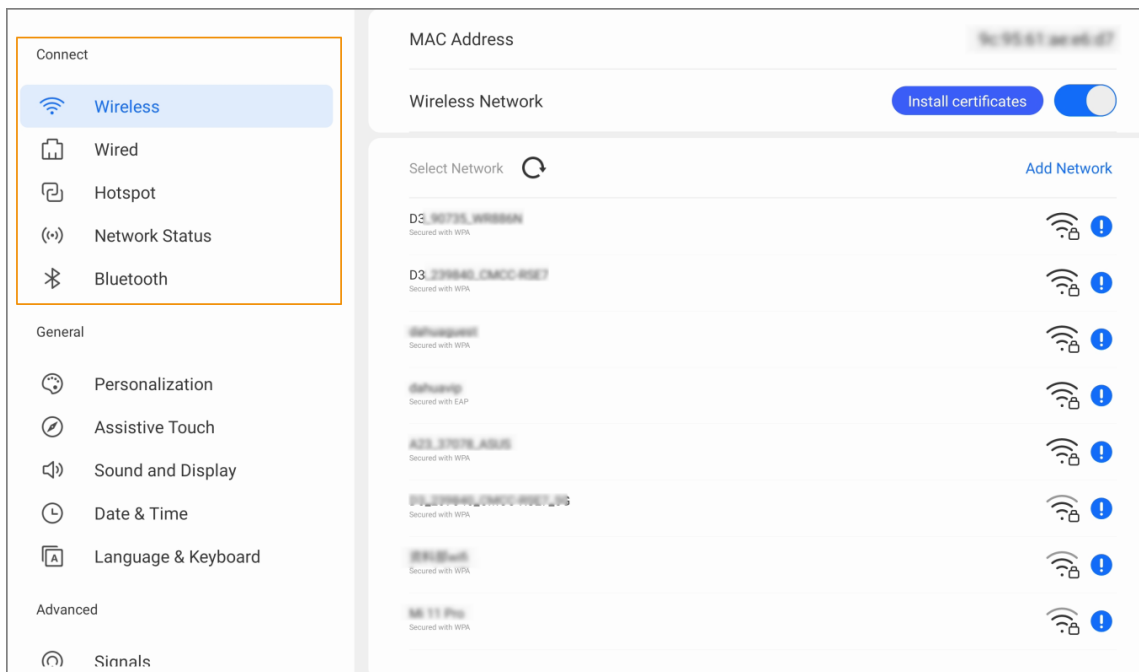 Connect
Wireless
Wired
Hotspot
Network Status
Bluetooth
General
Personalization
Assistive Touch
Sound and Display
Date & Time
Language & Keyboard
Advanced
Signals
MAC Address
Wireless Network
Install certificates
Select Network
Add Network
Secured with WPA
Secured with WPA
Secured with WPA
Secured with EAP
Secured with WPA
Secured with WPA
Secured with WPA
Secured with WPA